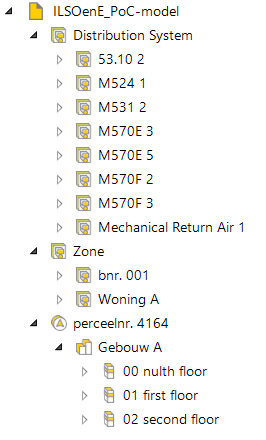 ILSOenE_PoC-model
Distribution System
53.10 2
M524 1
M531 2
M570E 3
M570E 5
M570F 2
M570F 3
Mechanical Return Air 1
Zone
bnr. 001
Woning A
perceelnr. 4164
Gebouw A
00 nulth floor
01 first floor
02 second floor